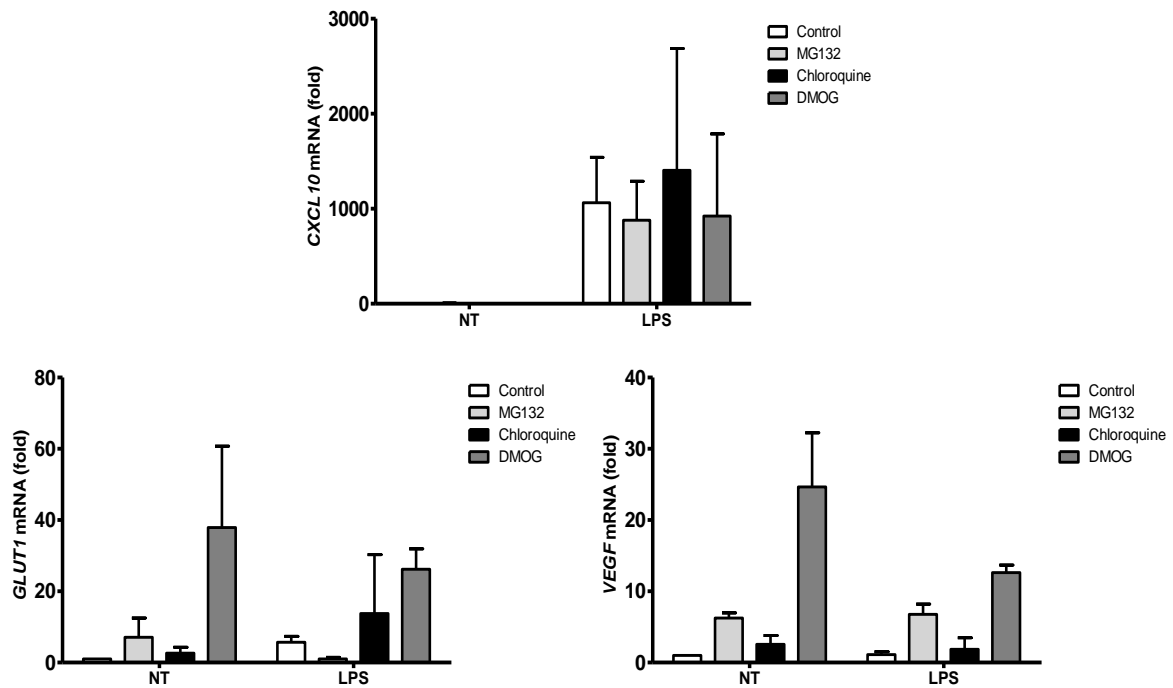 3000
2000
1000
0
CXCL10 mRNA (fold)
NT
LPS
Control
MG132
Chloroquine
DMOG
80
60
40
20
0
GLUT1 mRNA (fold)
NT
LPS
Control
MG132
Chloroquine
DMOG
40
30
20
10
0
VEGF mRNA (fold)
NT
LPS
Control
MG132
Chloroquine
DMOG